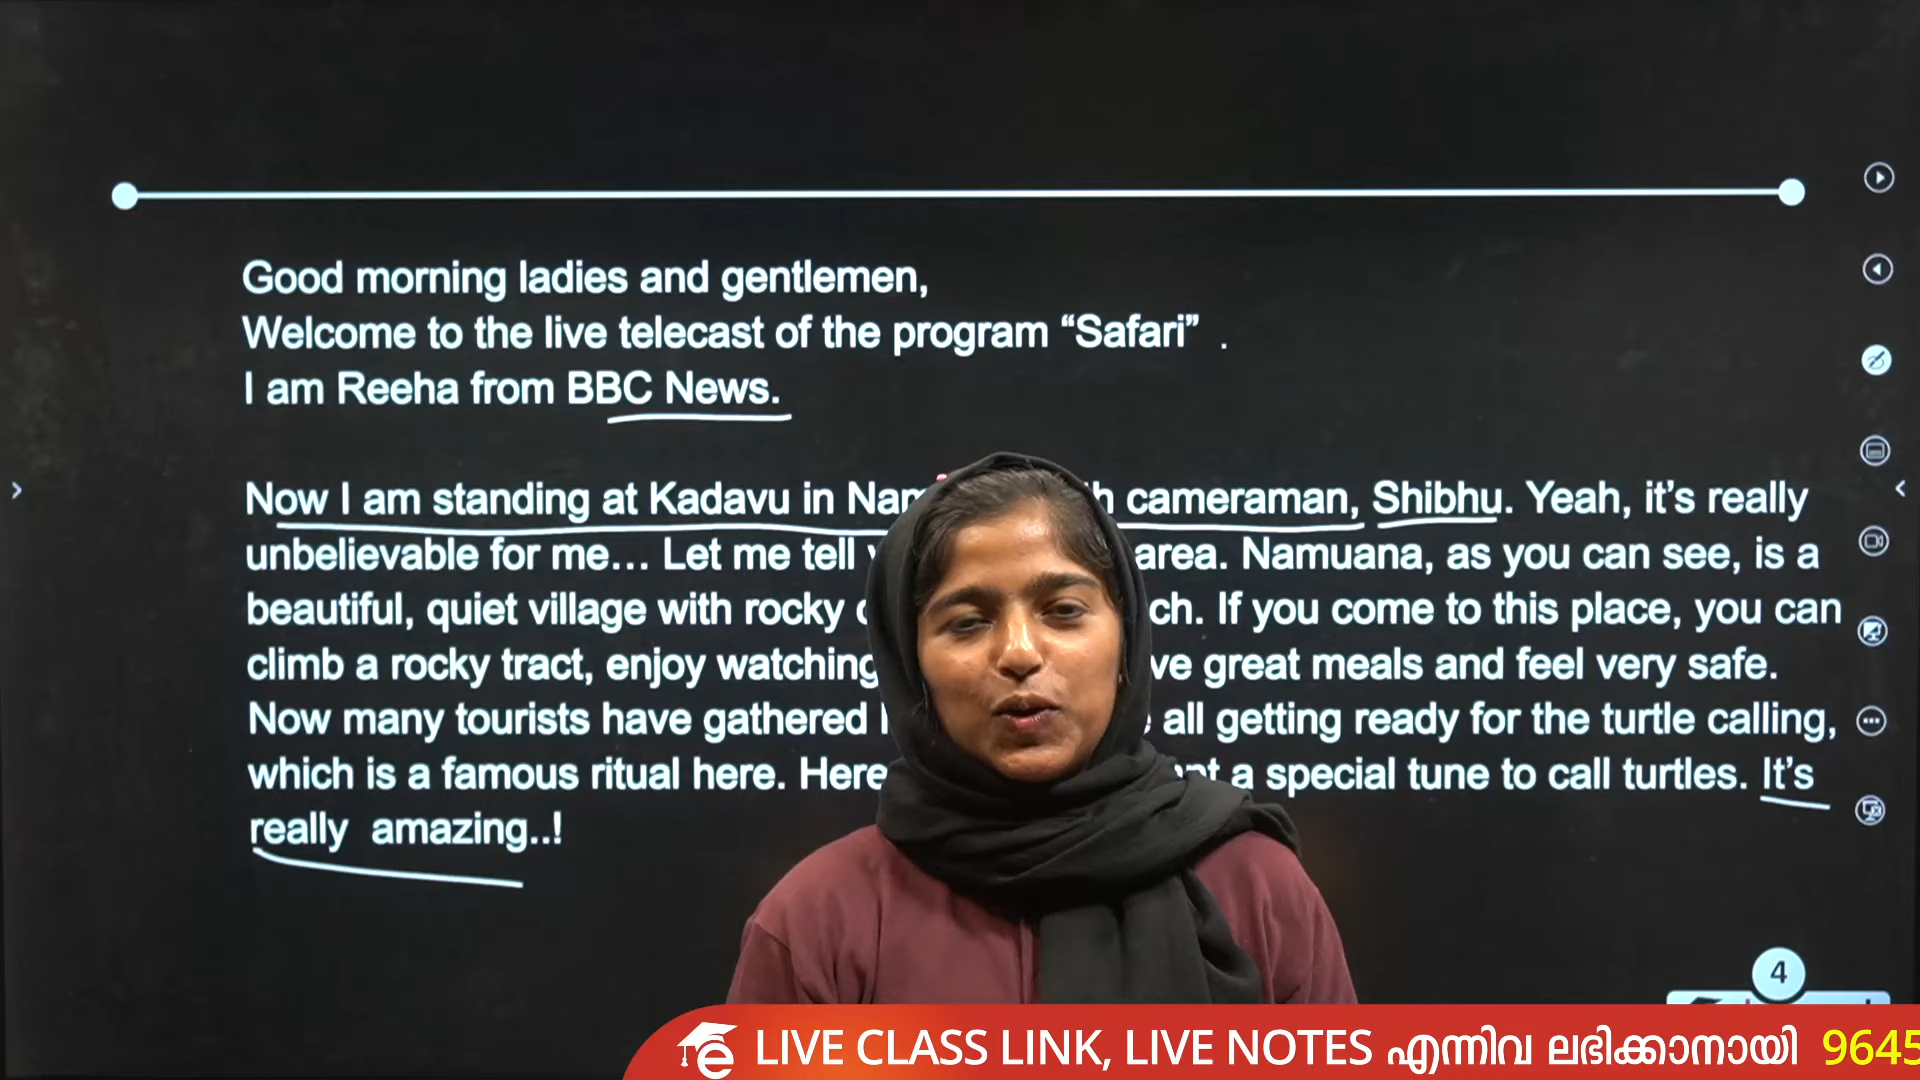 Good morning ladies and gentlemen,
Welcome to the live telecast of the program “Safari” .
I am Reeha from BBC News.
Now I am standing at Kadavu in cameraman, Shibhu. Yeah, it’s really
unbelievable for me... Let me tell area. Namuana, as you can see, is a
beautiful, quiet village with rocky If you come to this place, you can
climb a rocky tract, enjoy watching great meals and feel very safe.
Now many tourists have gathered all getting ready for the turtle calling,
which is a famous ritual here. Here a special tune to call turtles. It’s
really amazing..!
4
LIVE CLASS LINK, LIVE NOTES എന്നിവ ലഭിക്കാനായി 9645